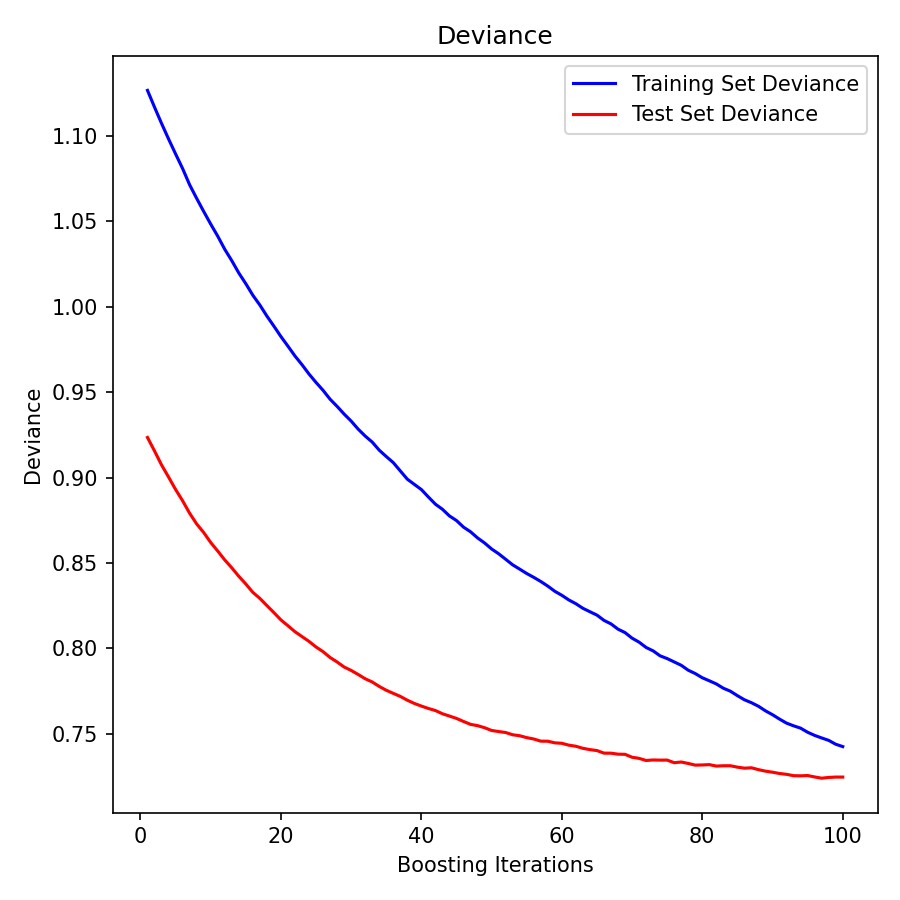 Deviance
Training Set Deviance
Test Set Deviance
1.10
1.05
1.00
0.95
0.90
0.85
0.80
0.75
Deviance
0 20 40 60 80 100
Boosting Iterations